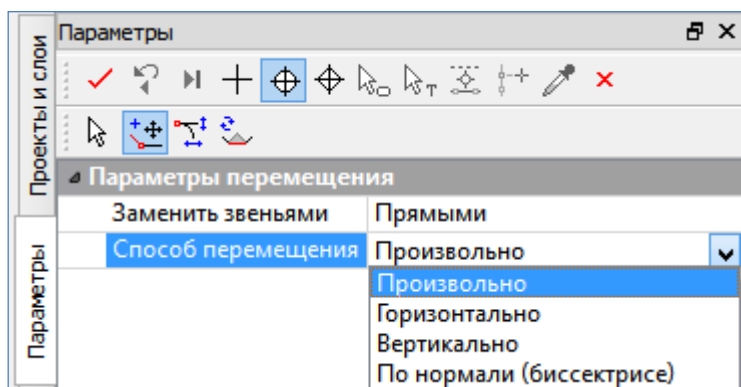 Параметры
Проекты и слои
Параметры
Параметры перемещения
Заменить звеньями Прямыми
Способ перемещения Произвольно
Произвольно
Горизонтально
Вертикально
По нормали (биссектрисе)